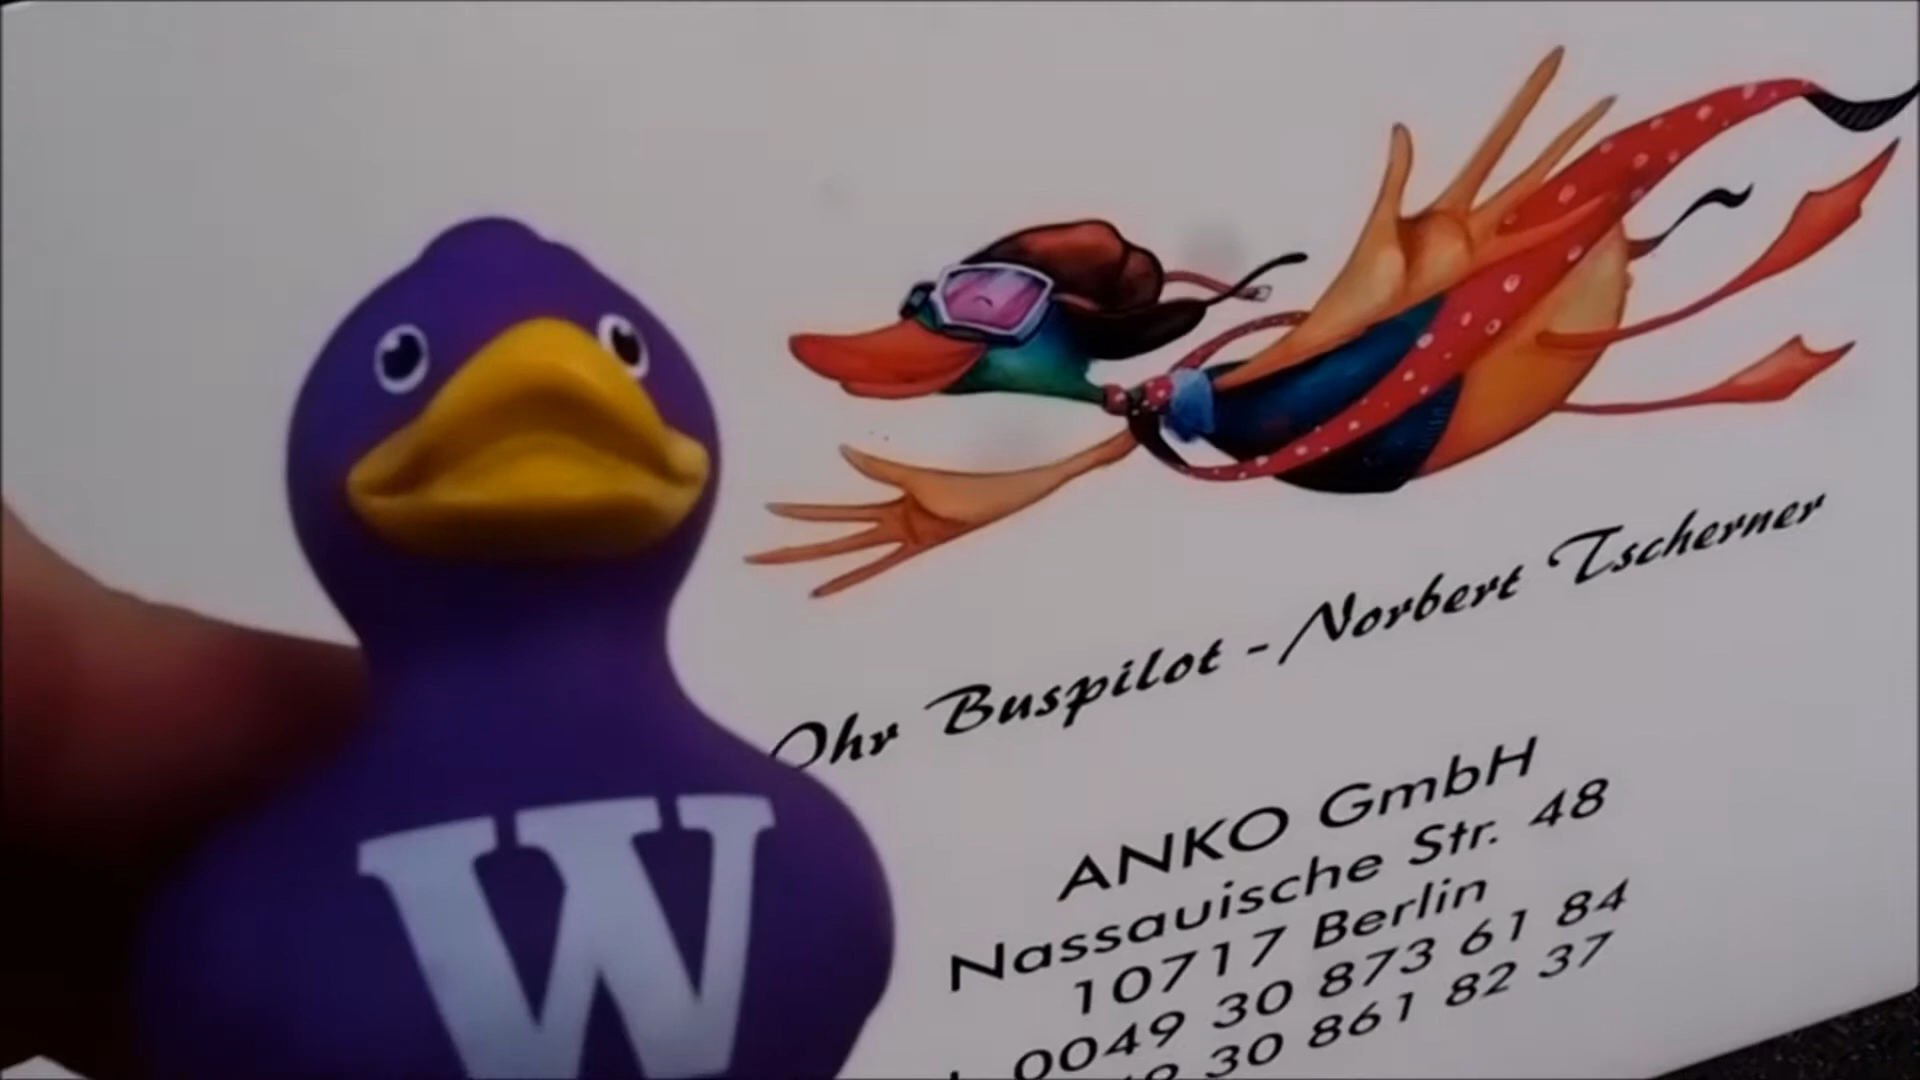 W
Ohr Buspilot - Norbert Tscherner
ANKO GmbH
Nassauische Str. 48
10717 Berlin
0049 30 873 61 84
30 861 82 37